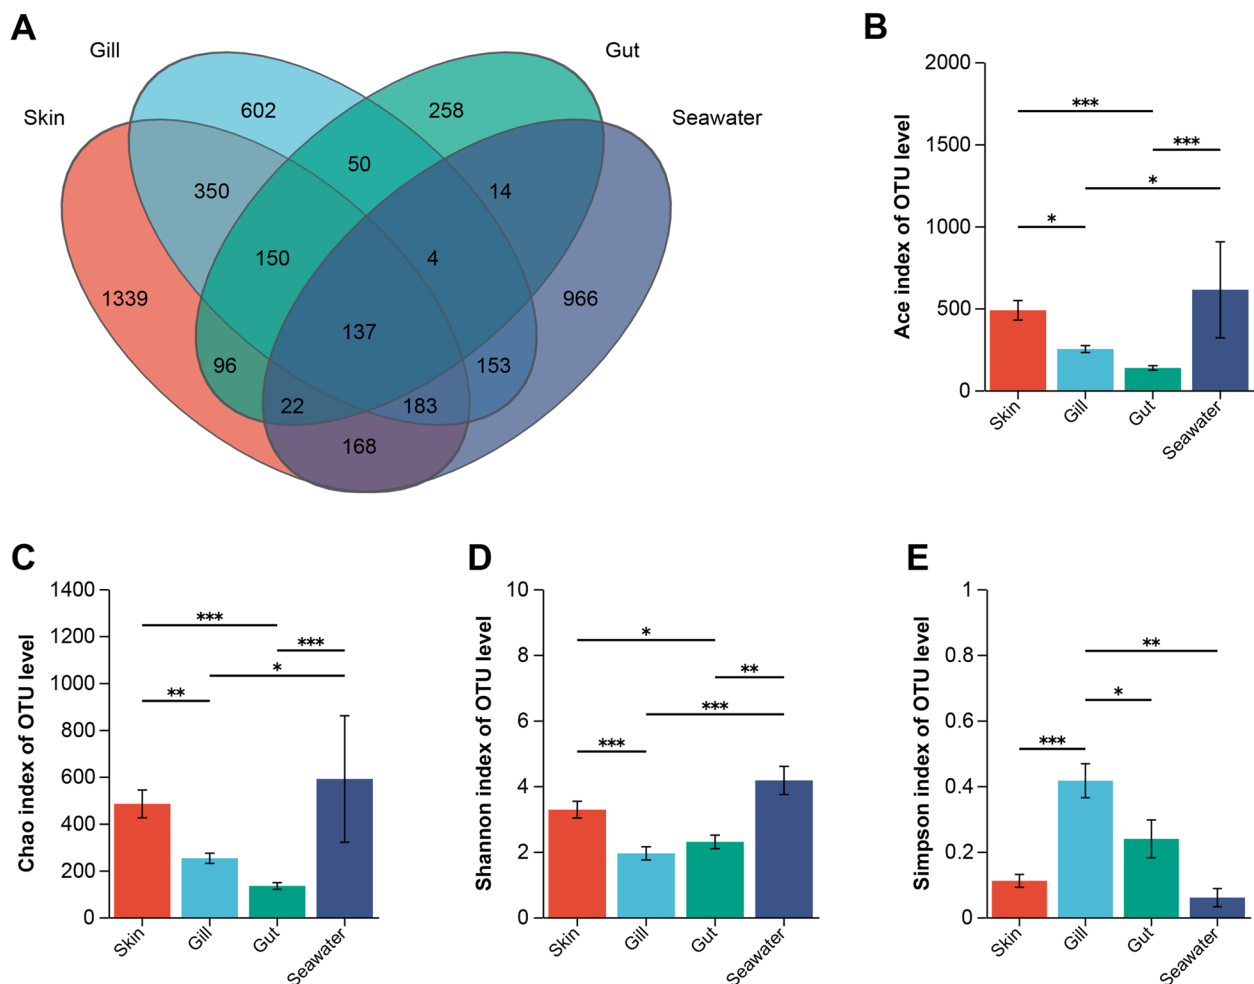 A
Gill
Gut
Skin
Seawater
602
258
50
350
14
150
4
1339
966
137
96
153
22
183
168
B
Ace index of OTU level
2000
1500
1000
500
0
***
***
*
*
Skin
Gill
Gut
Seawater
C
Chao index of OTU level
1400
1200
1000
800
600
400
200
0
***
***
*
**
Skin
Gill
Gut
Seawater
D
Shannon index of OTU level
10
8
6
4
2
0
*
**
***
***
Skin
Gill
Gut
Seawater
E
Simpson index of OTU level
1
0.8
0.6
0.4
0.2
0
**
*
***
Skin
Gill
Gut
Seawater